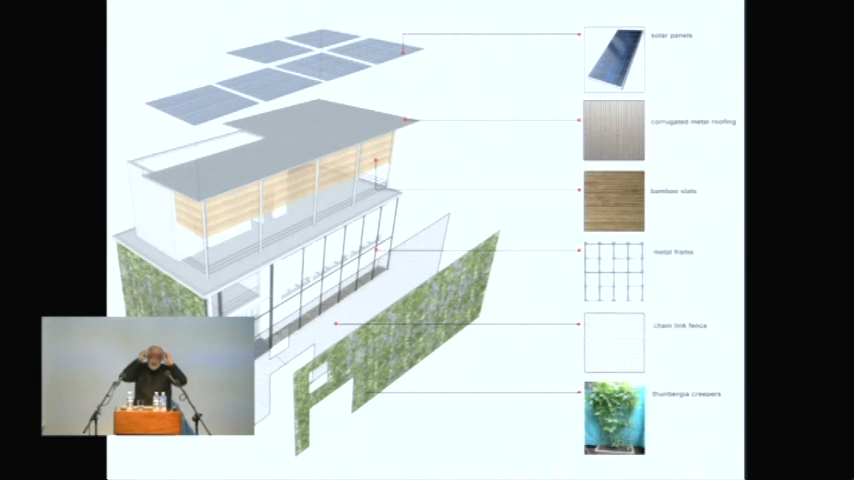 solar panels
corrugated metal roofing
bamboo slats
metal frame
chain link fence
thunbergia creepers